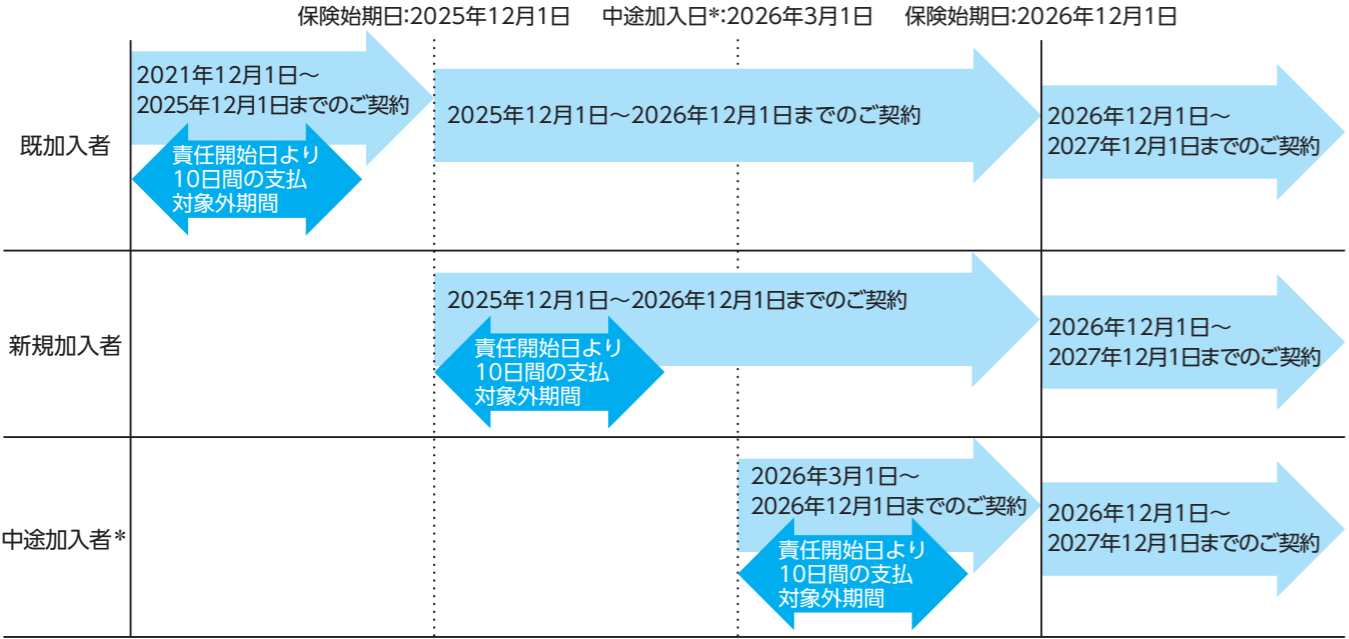 保険始期日:2025年12月1日 中途加入日*:2026年3月1日 保険始期日:2026年12月1日
既加入者
2021年12月1日～
2025年12月1日までのご契約
責任開始日より
10日間の支払
対象外期間
2025年12月1日～2026年12月1日までのご契約
2026年12月1日～
2027年12月1日までのご契約
新規加入者
2025年12月1日～2026年12月1日までのご契約
責任開始日より
10日間の支払
対象外期間
2026年12月1日～
2027年12月1日までのご契約
中途加入者*
2026年3月1日～
2026年12月1日までのご契約
責任開始日より
10日間の支払
対象外期間
2026年12月1日～
2027年12月1日までのご契約